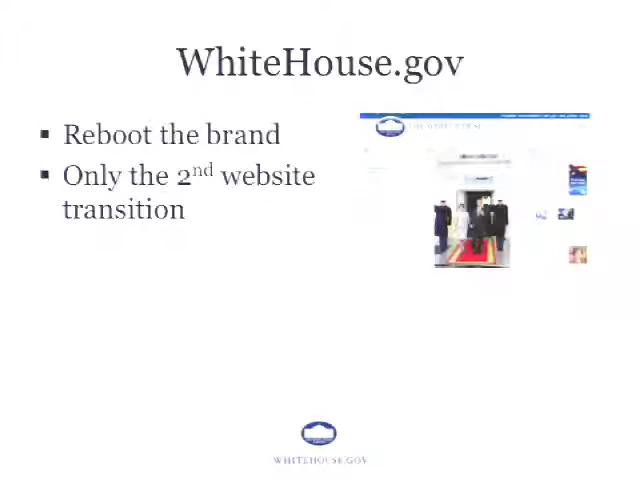 WhiteHouse.gov
▪ Reboot the brand
▪ Only the 2nd website
transition
WHITEHOUSE.GOV